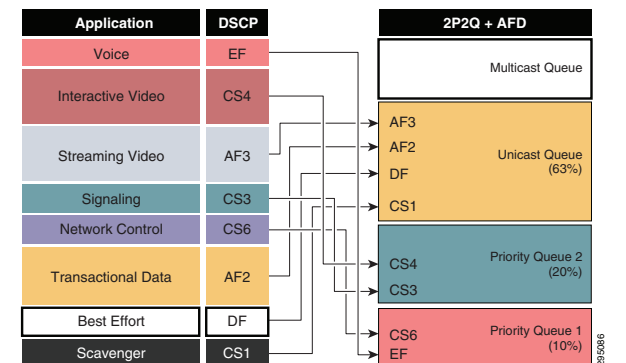 Application DSCP 2P2Q + AFD
Voice EF
Multicast Queue
Interactive Video CS4
AF3
AF2
Streaming Video AF3
Unicast Queue
(63%)
DF
Signaling CS3
CS1
Network Control CS6
Priority Queue 2
(20%)
CS4
Transactional Data AF2
CS3
Best Effort DF
Priority Queue 1
(10%)
CS6
Scavenger CS1
EF
295086